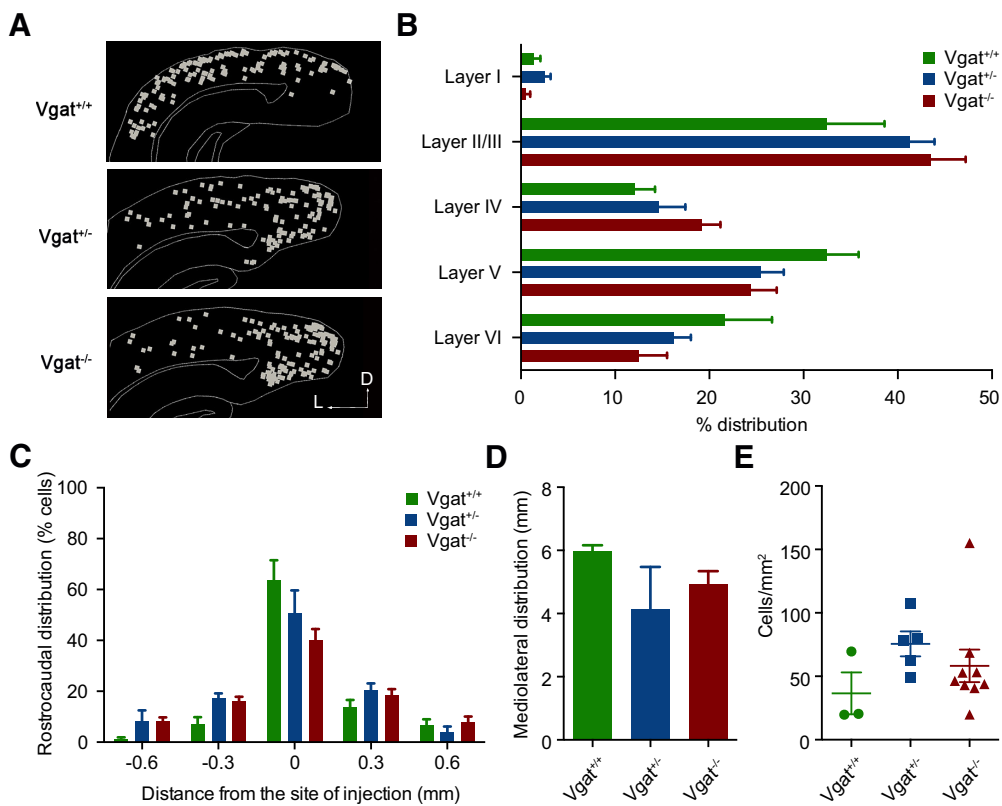 A
Vgat+/+
Vgat+/-
Vgat-/-
D
L
B
Vgat+/+
Vgat+/-
Vgat-/-
Layer I
Layer II/III
Layer IV
Layer V
Layer VI
0 10 20 30 40 50
% distribution
C
Rostrocaudal distribution (% cells)
100
80
60
40
20
0
Vgat+/+
Vgat+/-
Vgat-/-
-0.6 -0.3 0 0.3 0.6
Distance from the site of injection (mm)
D
Mediolateral distribution (mm)
8
6
4
2
0
Vgat+/+ Vgat+/- Vgat-/-
E
Cells/mm²
200
150
100
50
0
Vgat+/+ Vgat+/- Vgat-/-